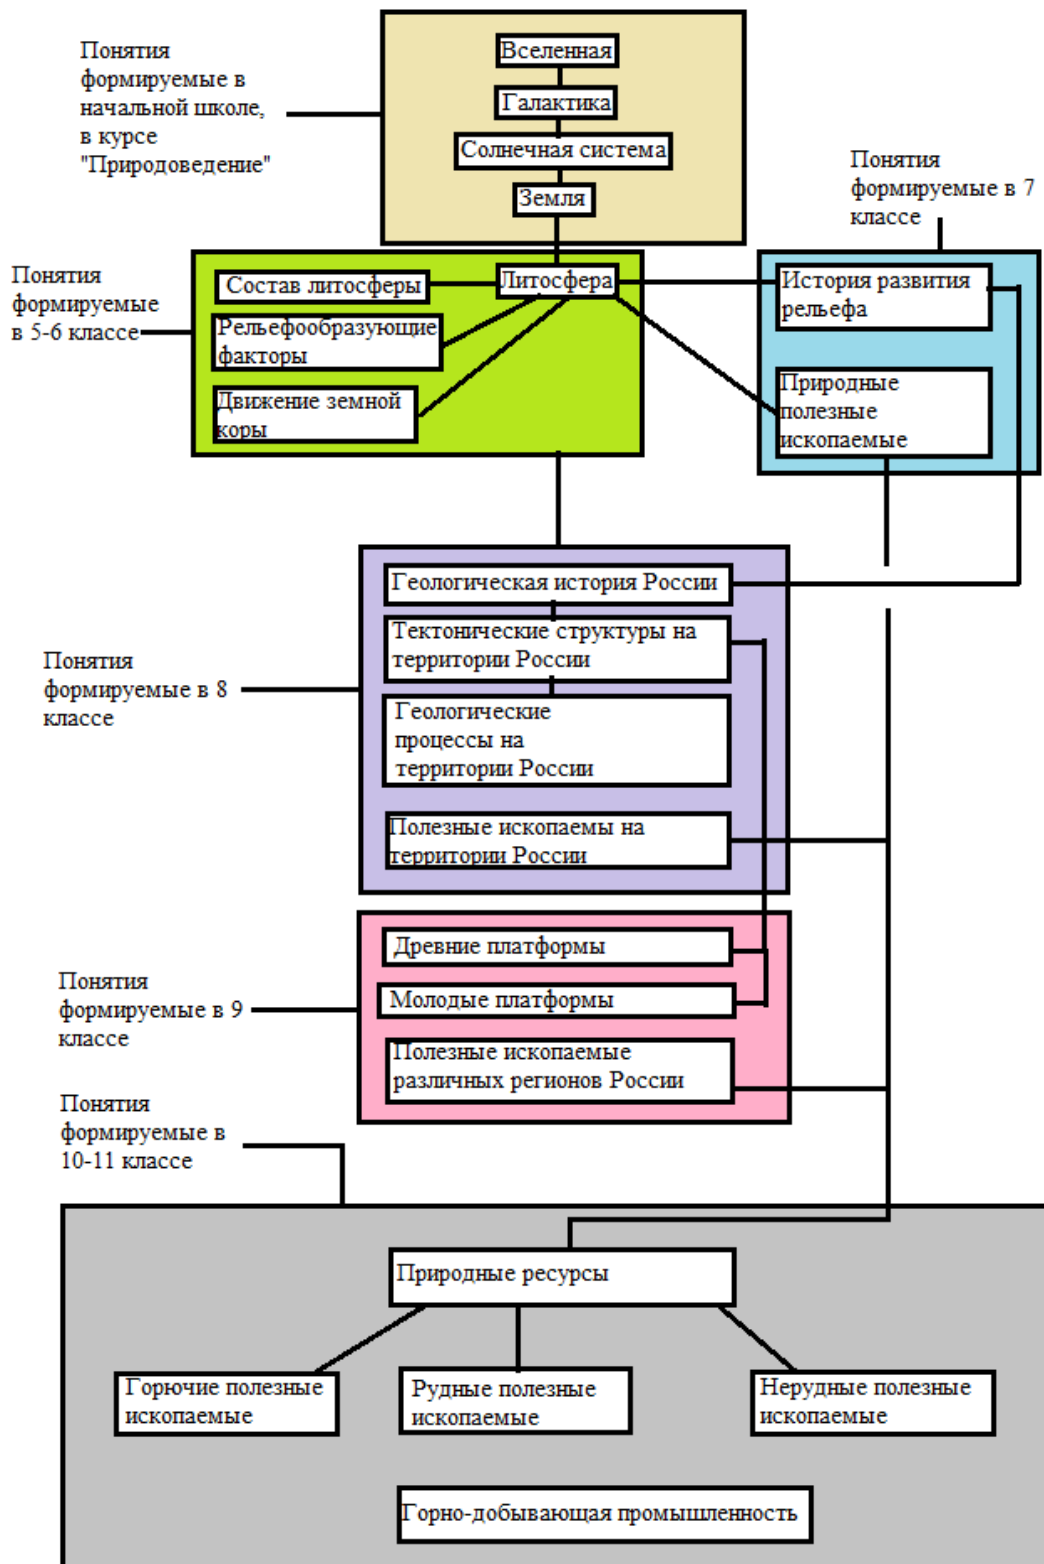 Понятия
формируемые в
начальной школе,
в курсе
"Природоведение"
Вселенная
Галактика
Солнечная система
Земля
Понятия
формируемые в 7
классе
Понятия
формируемые
в 5-6 классе
Состав литосферы
Литосфера
Рельефообразующие
факторы
Движение земной
коры
История развития
рельефа
Природные
полезные
ископаемые
Понятия
формируемые в 8
классе
Геологическая история России
Тектонические структуры на
территории России
Геологические
процессы на
территории России
Полезные ископаемы на
территории России
Понятия
формируемые в 9
классе
Древние платформы
Молодые платформы
Полезные ископаемые
различных регионов России
Понятия
формируемые в
10-11 классе
Природные ресурсы
Горючие полезные
ископаемые
Рудные полезные
ископаемые
Нерудные полезные
ископаемые
Горно-добывающая промышленность